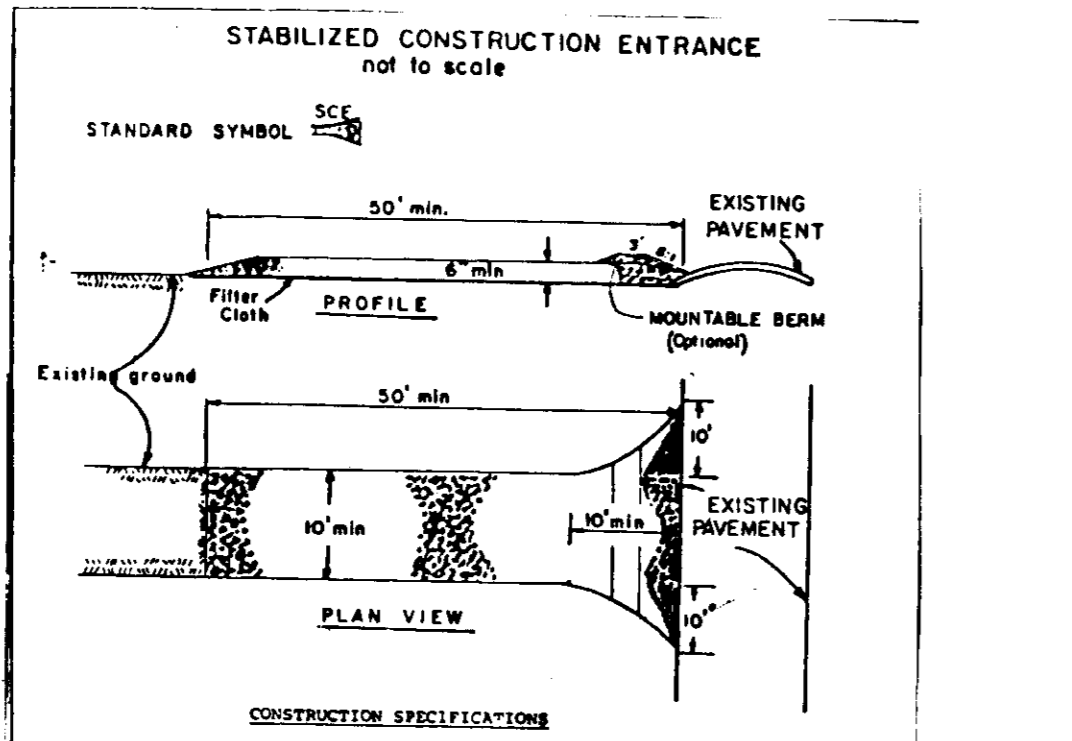 STABILIZED CONSTRUCTION ENTRANCE
not to scale
SCE
STANDARD SYMBOL
50' min.
EXISTING
PAVEMENT
3'
6" min
Filter
Cloth
PROFILE
MOUNTABLE BERM
(Optional)
Existing ground
50' min
10'
10' min
10' min
EXISTING
PAVEMENT
10'
PLAN VIEW
CONSTRUCTION SPECIFICATIONS